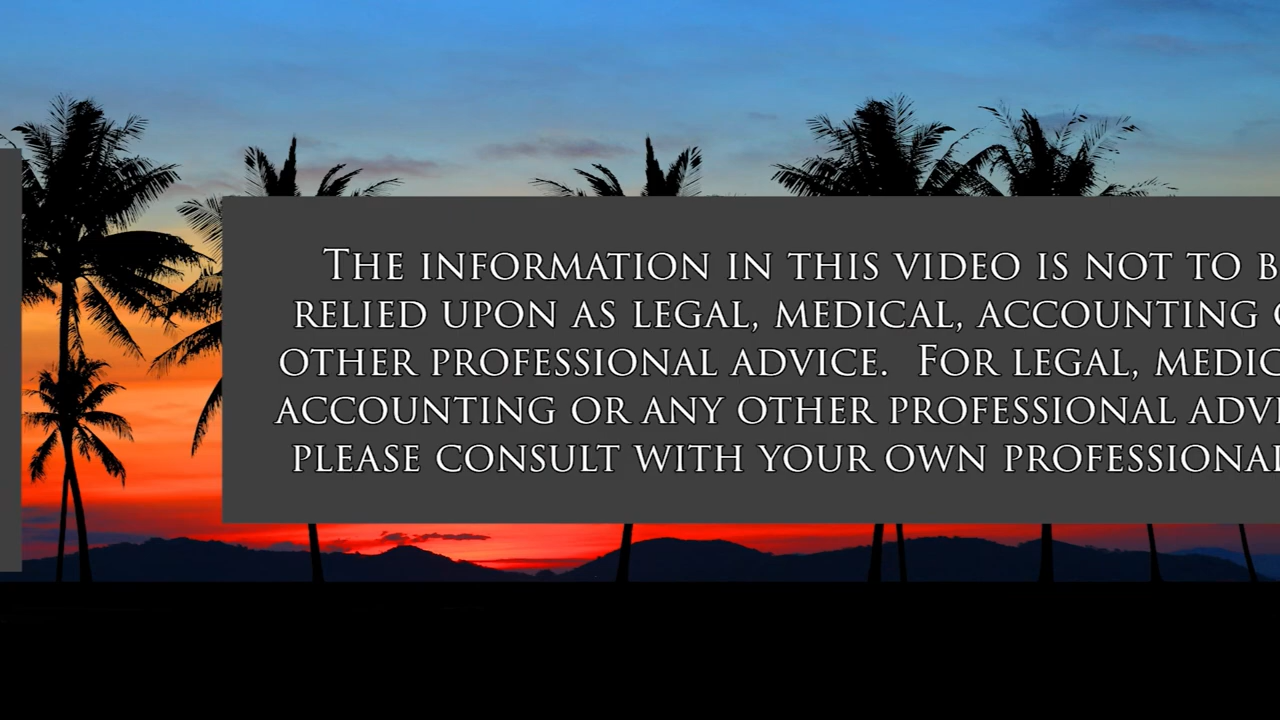 THE INFORMATION IN THIS VIDEO IS NOT TO
RELIED UPON AS LEGAL, MEDICAL, ACCOUNTING
OTHER PROFESSIONAL ADVICE. FOR LEGAL,
ACCOUNTING OR ANY OTHER PROFESSIONAL
PLEASE CONSULT WITH YOUR OWN PROFESSIONAL